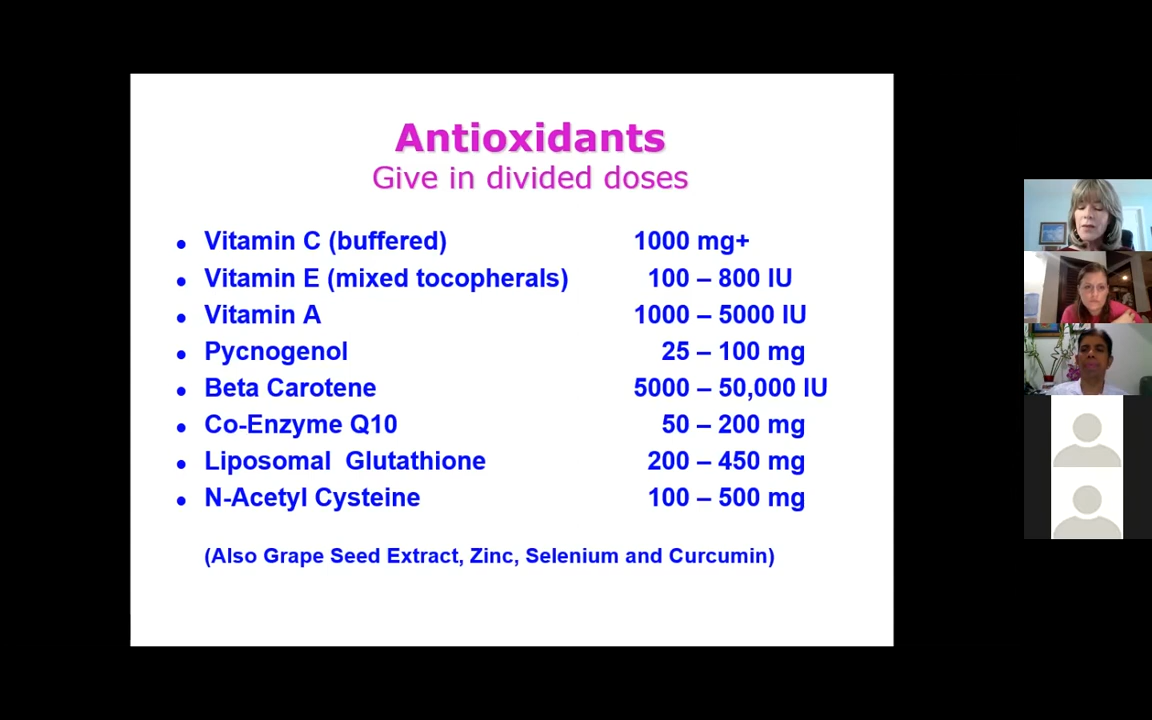 Antioxidants
Give in divided doses
• Vitamin C (buffered) 1000 mg+
• Vitamin E (mixed tocopherals) 100 – 800 IU
• Vitamin A 1000 – 5000 IU
• Pycnogenol 25 – 100 mg
• Beta Carotene 5000 – 50,000 IU
• Co-Enzyme Q10 50 – 200 mg
• Liposomal Glutathione 200 – 450 mg
• N-Acetyl Cysteine 100 – 500 mg
(Also Grape Seed Extract, Zinc, Selenium and Curcumin)